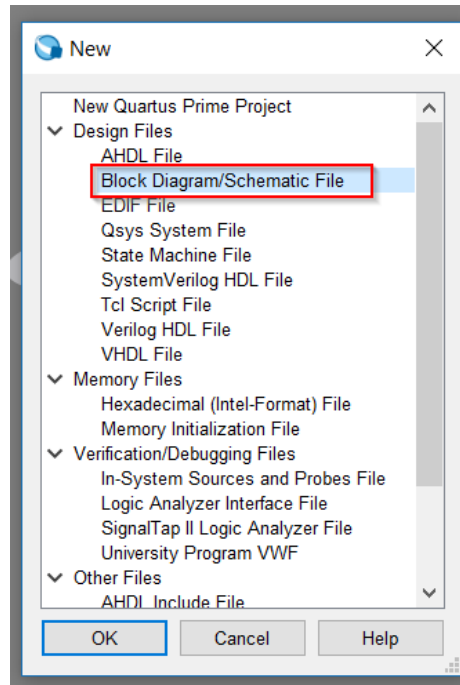 New
New Quartus Prime Project
Design Files
AHDL File
Block Diagram/Schematic File
EDIF File
Qsys System File
State Machine File
SystemVerilog HDL File
Tcl Script File
Verilog HDL File
VHDL File
Memory Files
Hexadecimal (Intel-Format) File
Memory Initialization File
Verification/Debugging Files
In-System Sources and Probes File
Logic Analyzer Interface File
SignalTap II Logic Analyzer File
University Program VWF
Other Files
AHDL Include File
OK Cancel Help